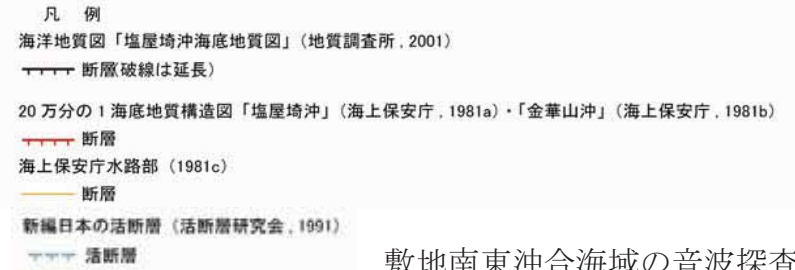 凡 例
海洋地質図「塩屋埼沖海底地質図」（地質調査所，2001）
断層（破線は延長）
20 万分の 1 海底地質構造図「塩屋埼沖」（海上保安庁，1981a）・「金華山沖」（海上保安庁，1981b）
断層
海上保安庁水路部（1981c）
断層
新編日本の活断層（活断層研究会，1991）
活断層
敷地南東沖合海域の音波探査